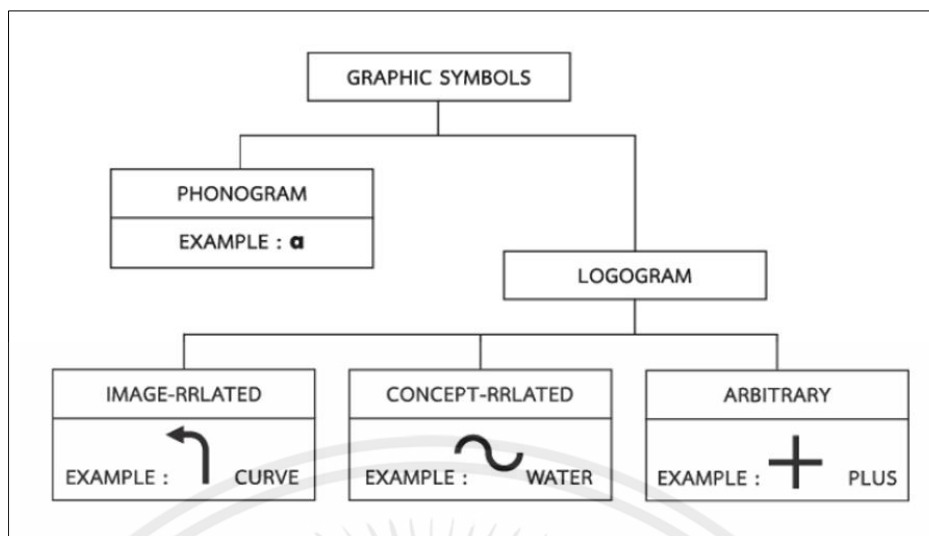 GRAPHIC SYMBOLS
PHONOGRAM
EXAMPLE : a
LOGOGRAM
IMAGE-RRLATED
EXAMPLE : CURVE
CONCEPT-RRLATED
EXAMPLE : WATER
ARBITRARY
EXAMPLE : + PLUS